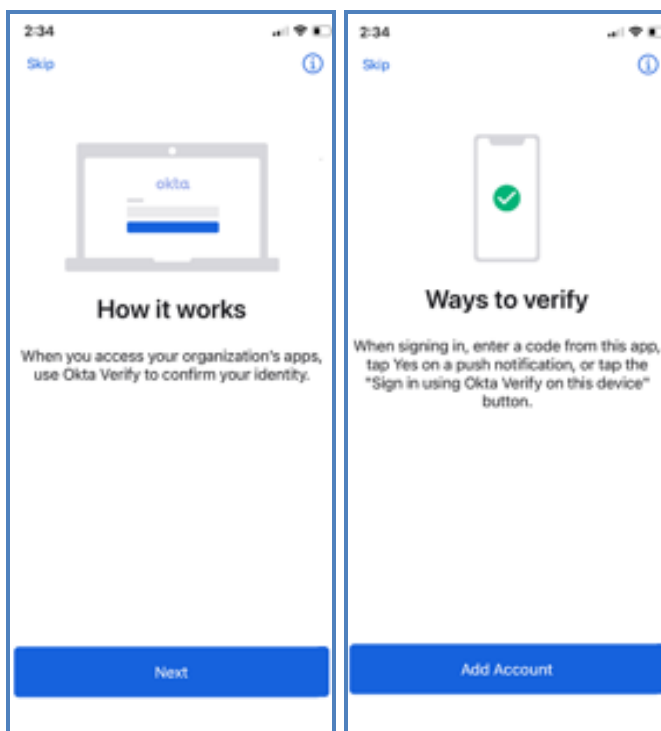 2:34
Skip
okta
How it works
When you access your organization's apps,
use Okta Verify to confirm your identity.
Next
2:34
Skip
Ways to verify
When signing in, enter a code from this app,
tap Yes on a push notification, or tap the
"Sign in using Okta Verify on this device"
button.
Add Account